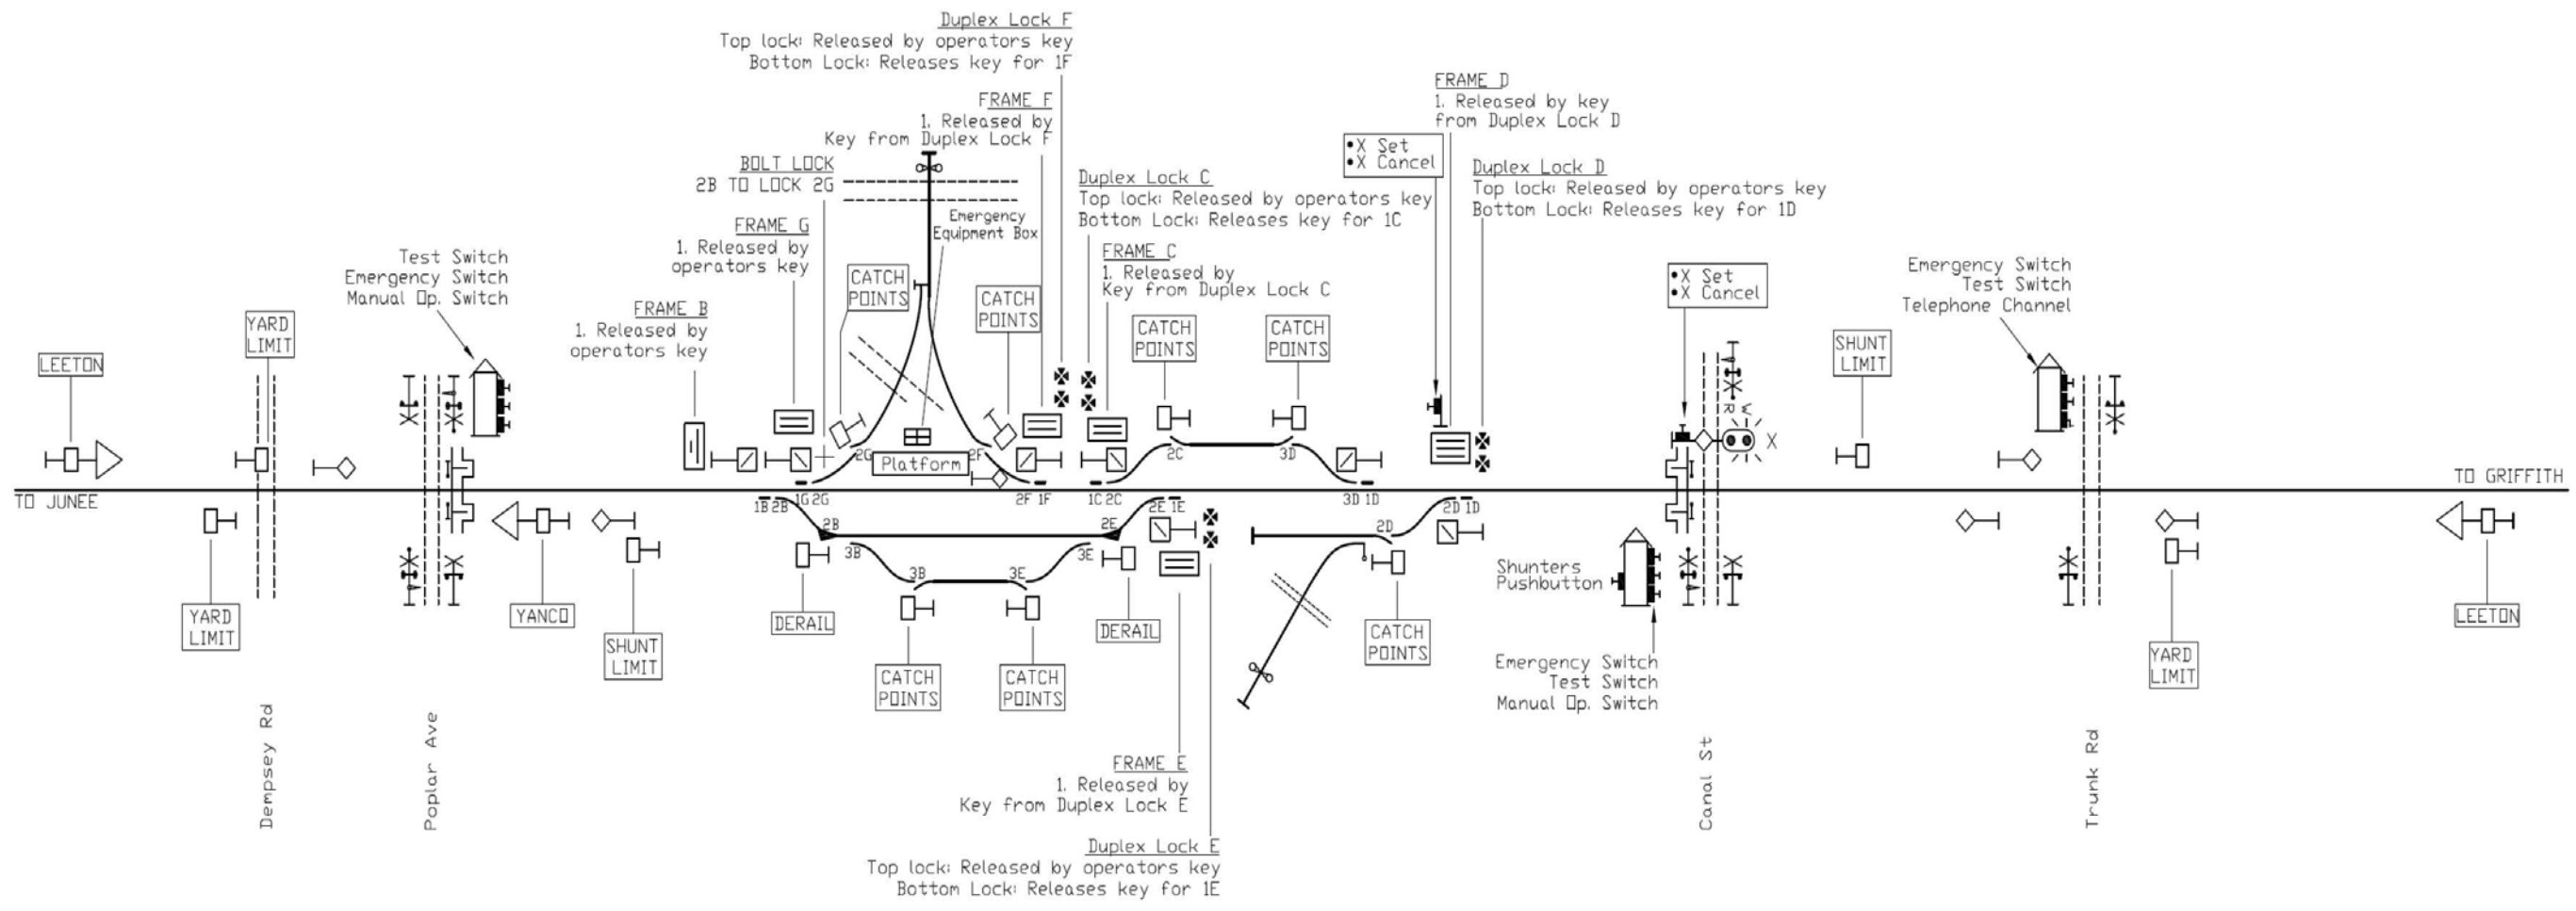 Duplex Lock F
Top lock: Released by operators key
Bottom Lock: Releases key for 1F
FRAME F
1. Released by
Key from Duplex Lock F
BOLT LOCK
2B TO LOCK 2G
FRAME G
1. Released by
operators key
Emergency
Equipment Box
FRAME B
1. Released by
operators key
Test Switch
Emergency Switch
Manual Op. Switch
CATCH
POINTS
CATCH
POINTS
Duplex Lock C
Top lock: Released by operators key
Bottom Lock: Releases key for 1C
FRAME C
1. Released by
Key from Duplex Lock C
CATCH
POINTS
CATCH
POINTS
•X Set
•X Cancel
FRAME D
1. Released by key
from Duplex Lock D
Duplex Lock D
Top lock: Released by operators key
Bottom Lock: Releases key for 1D
•X Set
•X Cancel
Emergency Switch
Test Switch
Telephone Channel
LEETON
YARD
LIMIT
SHUNT
LIMIT
R W
X
2G
Platform
2F
2C
3D
TO JUNEE
1B 2B
1G 2G
2F 1F
1C 2C
2E 1E
3D 1D
2D 1D
TO GRIFFITH
2B
2E
2D
3B
3E
3B
3E
YARD
LIMIT
YANCO
SHUNT
LIMIT
DERAIL
CATCH
POINTS
CATCH
POINTS
DERAIL
CATCH
POINTS
Shunters
Pushbutton
Emergency Switch
Test Switch
Manual Op. Switch
YARD
LIMIT
LEETON
Dempsey Rd
Poplar Ave
Canal St
Trunk Rd
FRAME E
1. Released by
Key from Duplex Lock E
Duplex Lock E
Top lock: Released by operators key
Bottom Lock: Releases key for 1E